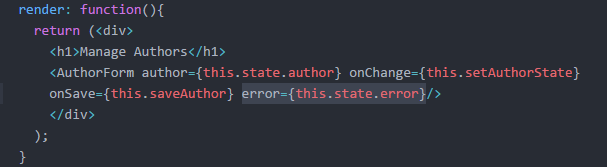 render: function(){
return (<div>
<h1>Manage Authors</h1>
<AuthorForm author={this.state.author} onChange={this.setAuthorState}
onSave={this.saveAuthor} error={this.state.error}/>
</div>
);
}